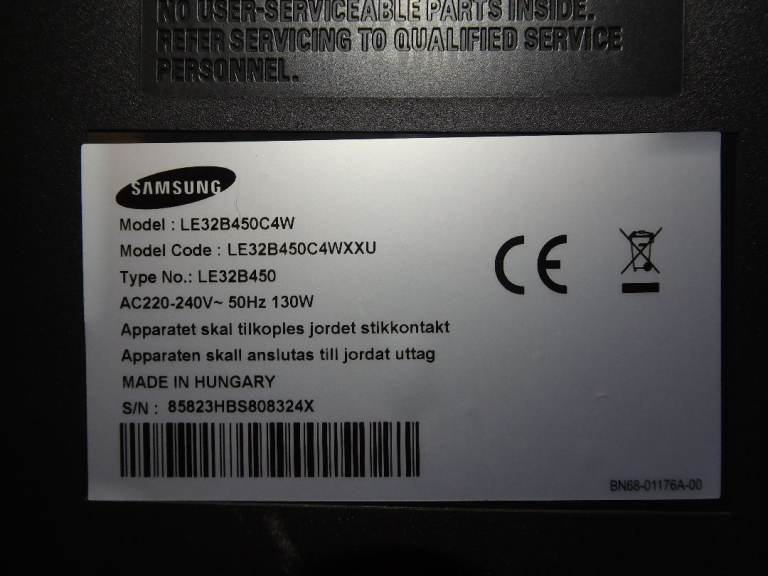 NO USER-SERVICEABLE PARTS INSIDE.
REFER SERVICING TO QUALIFIED SERVICE
PERSONNEL.
SAMSUNG
Model : LE32B450C4W
Model Code : LE32B450C4WXXU
Type No.: LE32B450
AC220-240V~ 50Hz 130W
Apparatet skal tilkoples jordet stikkontakt
Apparaten skall anslutas till jordat uttag
MADE IN HUNGARY
S/N : 85823HBS808324X
CE
BN68-01176A-00